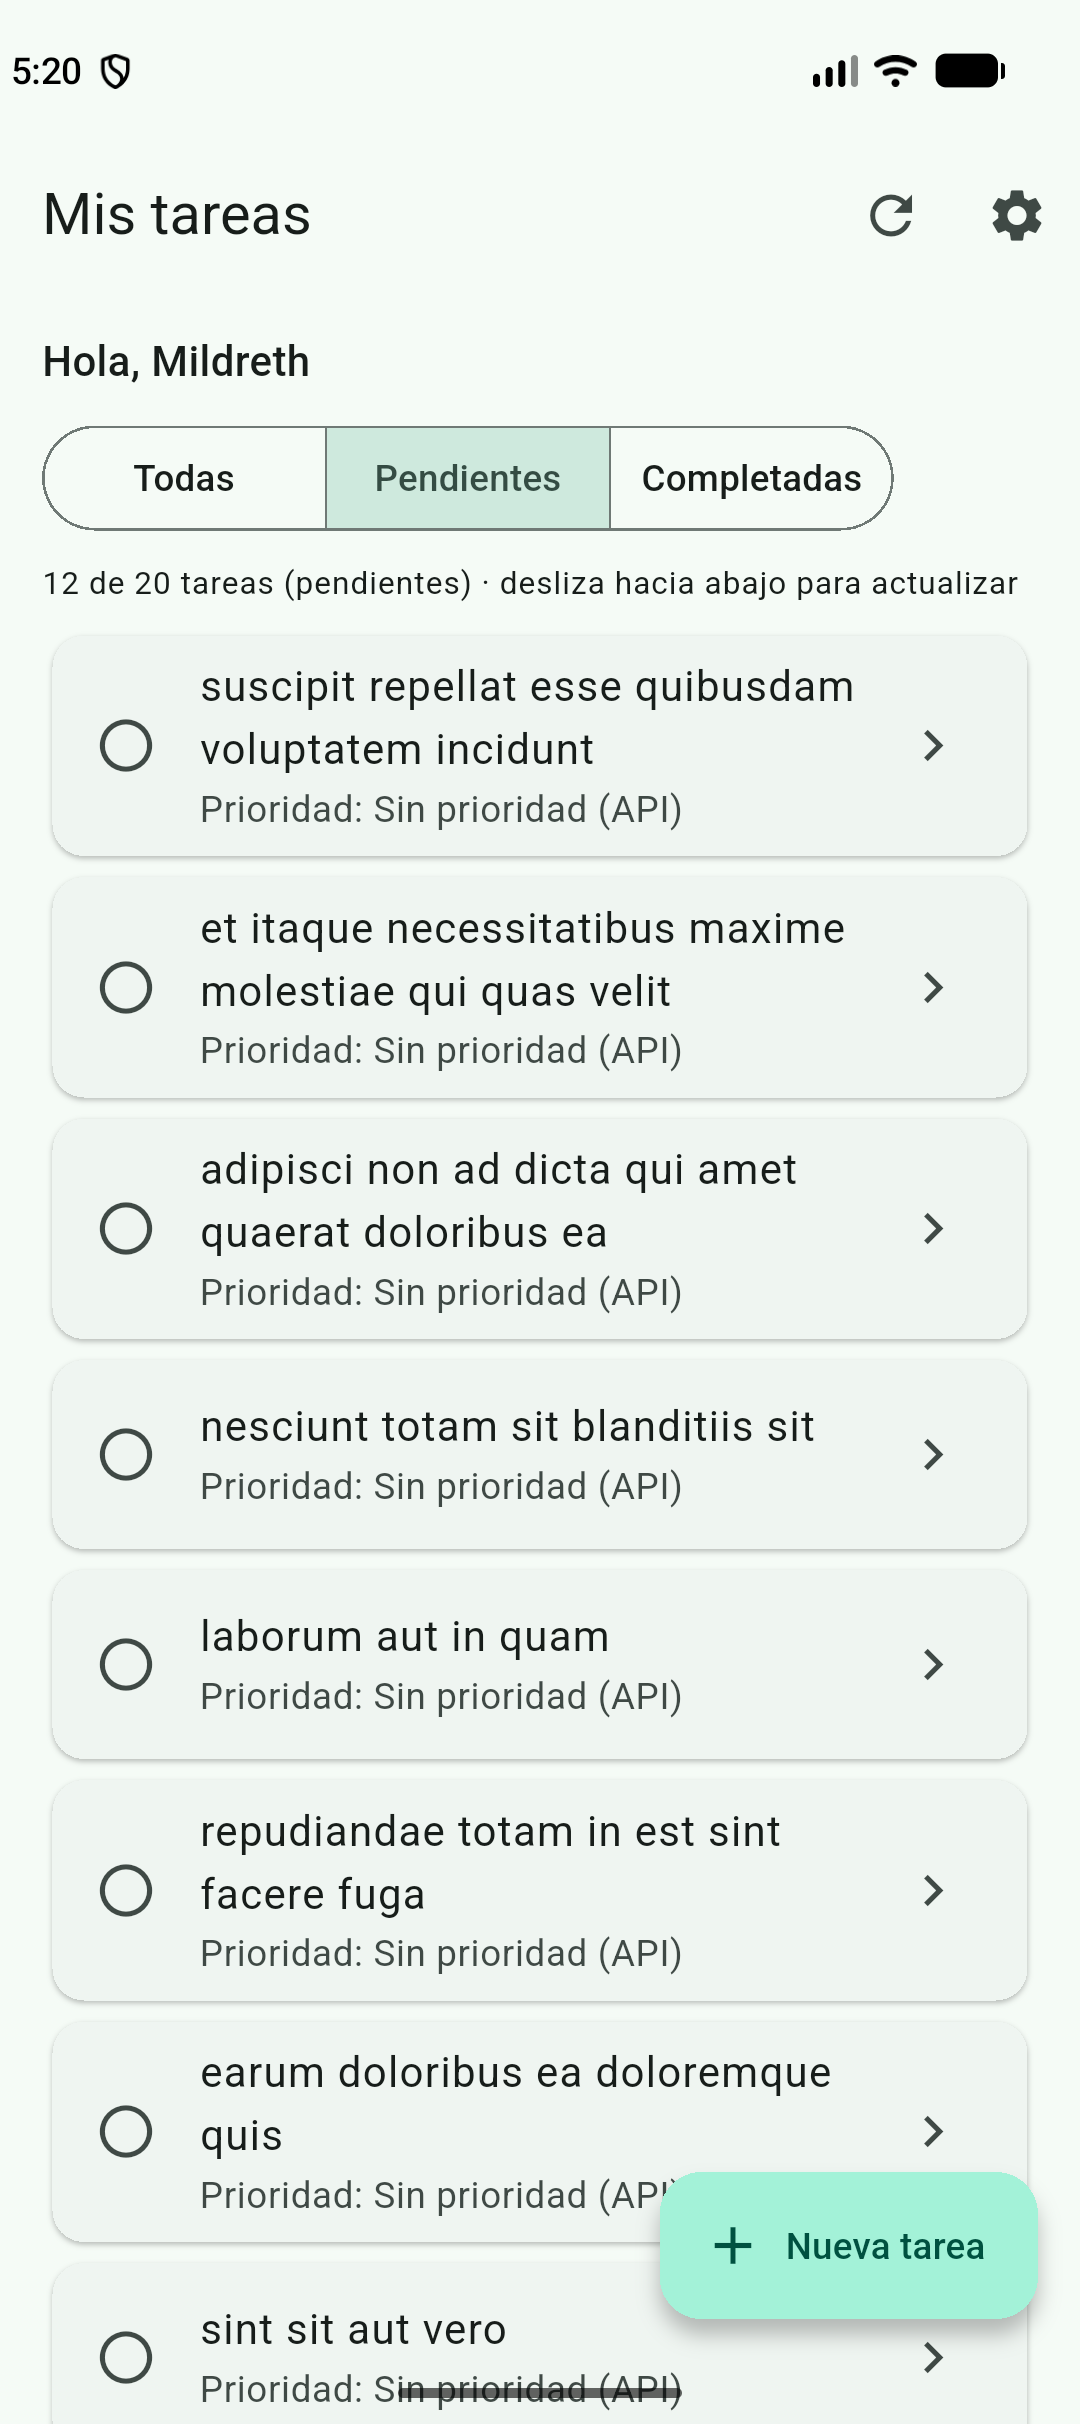 5:20
Mis tareas
Hola, Mildreth
Todas
Pendientes
Completadas
12 de 20 tareas (pendientes) · desliza hacia abajo para actualizar
suscipit repellat esse quibusdam
voluptatem incidunt
Prioridad: Sin prioridad (API)
et itaque necessitatibus maxime
molestiae qui quas velit
Prioridad: Sin prioridad (API)
adipisci non ad dicta qui amet
quaerat doloribus ea
Prioridad: Sin prioridad (API)
nesciunt totam sit blanditiis sit
Prioridad: Sin prioridad (API)
laborum aut in quam
Prioridad: Sin prioridad (API)
repudiandae totam in est sint
facere fuga
Prioridad: Sin prioridad (API)
earum doloribus ea doloremque
quis
Prioridad: Sin prioridad (API)
Nueva tarea
sint sit aut vero
Prioridad: Sin prioridad (API)